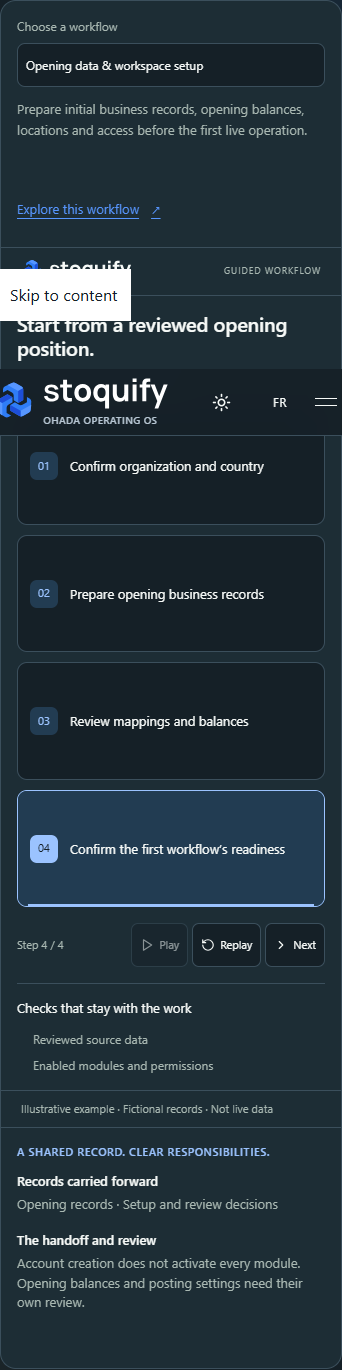 Choose a workflow
Opening data & workspace setup
Prepare initial business records, opening balances,
locations and access before the first live operation.
Explore this workflow ↗
stoquify
GUIDED WORKFLOW
Skip to content
Start from a reviewed opening
position.
stoquify
OHADA OPERATING OS
FR
01 Confirm organization and country
02 Prepare opening business records
03 Review mappings and balances
04 Confirm the first workflow's readiness
Step 4 / 4
Play
Replay
Next
Checks that stay with the work
Reviewed source data
Enabled modules and permissions
Illustrative example · Fictional records · Not live data
A SHARED RECORD. CLEAR RESPONSIBILITIES.
Records carried forward
Opening records · Setup and review decisions
The handoff and review
Account creation does not activate every module.
Opening balances and posting settings need their
own review.